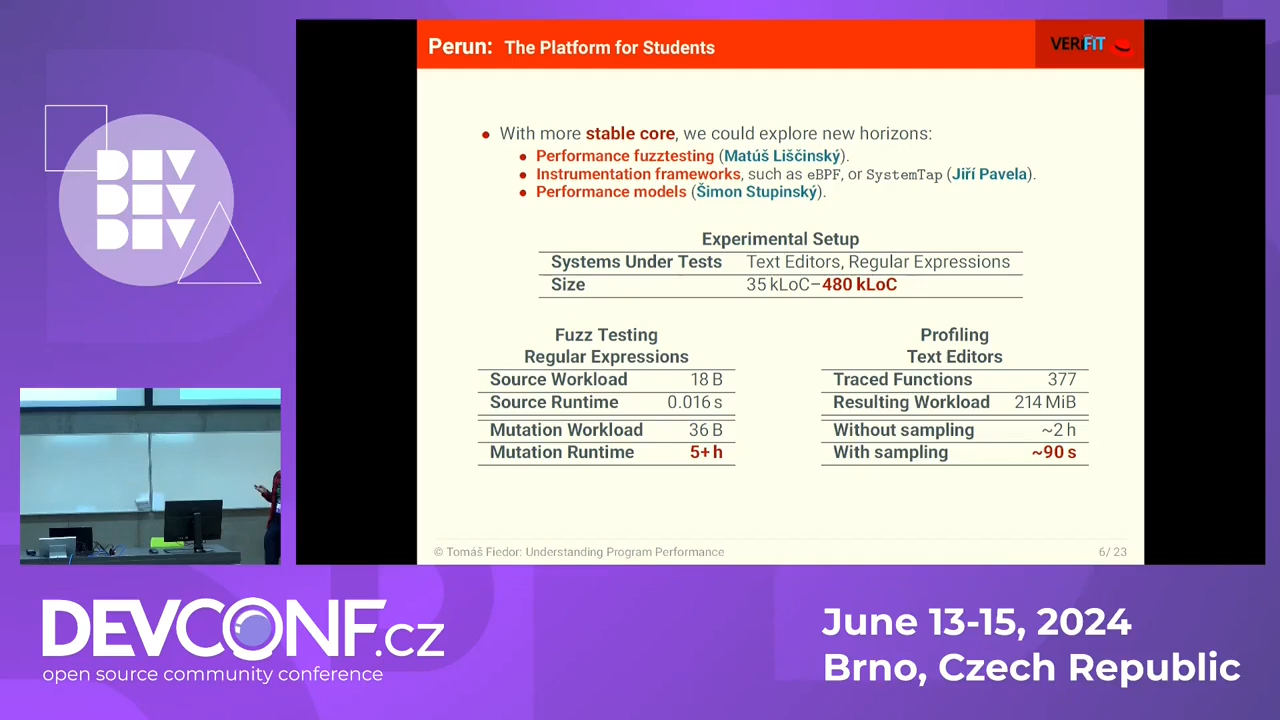 Perun: The Platform for Students
VERIFIT
DEV
DEV
DEV
• With more stable core, we could explore new horizons:
• Performance fuzztesting (Matúš Liščinský).
• Instrumentation frameworks, such as eBPF, or SystemTap (Jiří Pavela).
• Performance models (Šimon Stupinský).
Experimental Setup
Systems Under Tests Text Editors, Regular Expressions
Size 35 kLoC–480 kLoC
Fuzz Testing
Regular Expressions
Source Workload 18 B
Source Runtime 0.016 s
Mutation Workload 36 B
Mutation Runtime 5+ h
Profiling
Text Editors
Traced Functions 377
Resulting Workload 214 MiB
Without sampling ~2 h
With sampling ~90 s
© Tomáš Fiedor: Understanding Program Performance
6/ 23
DEVCONF.cz
open source community conference
June 13-15, 2024
Brno, Czech Republic